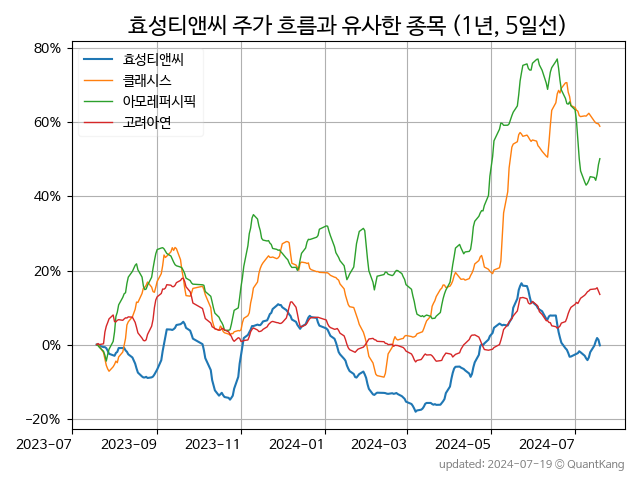 효성티앤씨 주가 흐름과 유사한 종목 (1년, 5일선)
80%
60%
40%
20%
0%
−20%
효성티앤씨
클래시스
아모레퍼시픽
고려아연
2023-07 2023-09 2023-11 2024-01 2024-03 2024-05 2024-07
updated: 2024-07-19 © QuantKang